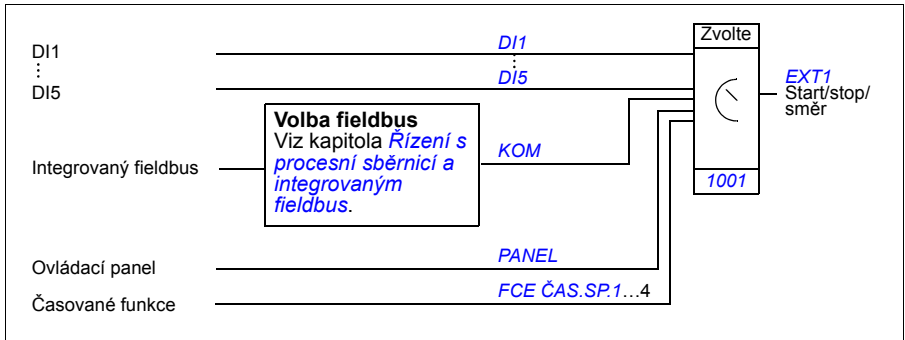 DI1
DI5
Integrovaný fieldbus
Ovládací panel
Časované funkce
Volba fieldbus
Viz kapitola Řízení s
procesní sběrnicí a
integrovaným
fieldbus.
DI1
DI5
KOM
PANEL
FCE ČAS.SP.1…4
Zvolte
1001
EXT1
Start/stop/
směr